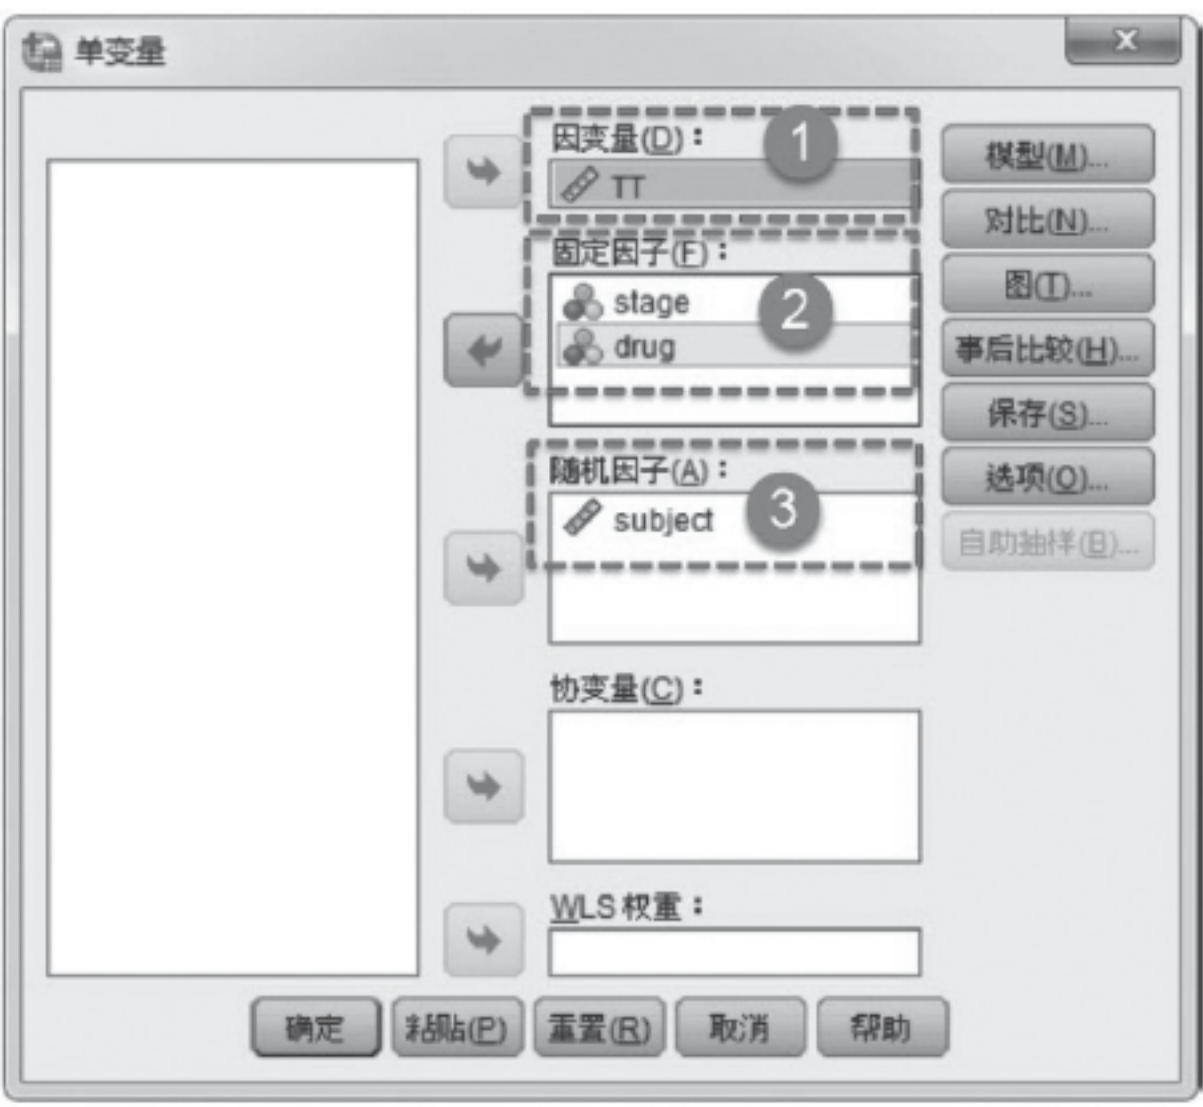 单变量
因变量(D)：
1
TT
固定因子(F)：
stage
2
drug
随机因子(A)：
subject
3
协变量(C)：
WLS 权重：
模型(M)...
对比(N)...
图(T)...
事后比较(H)...
保存(S)...
选项(O)...
自助抽样(B)...
确定
粘贴(P)
重置(R)
取消
帮助